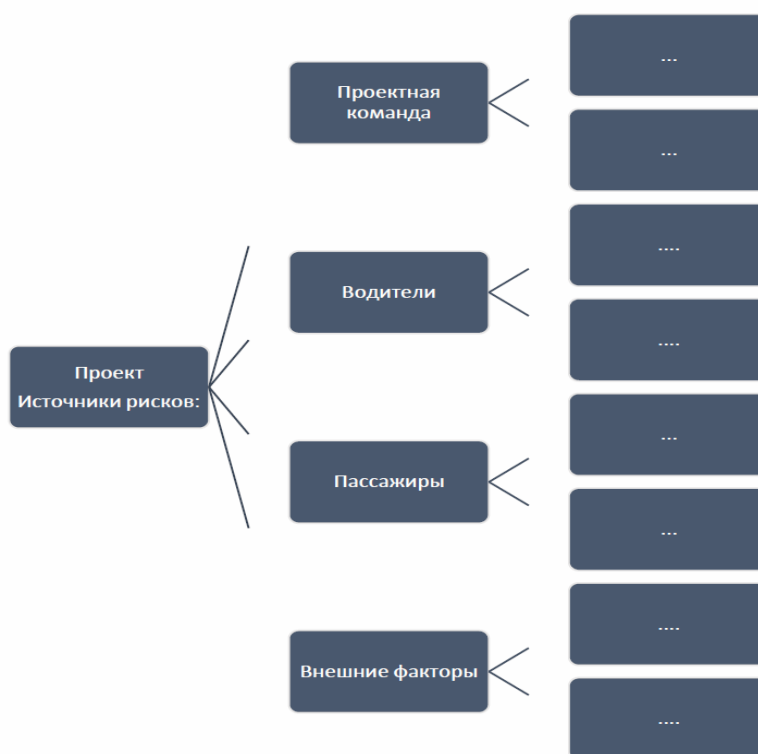 Проект
Источники рисков:
Проектная
команда
...
...
Водители
....
....
Пассажиры
...
...
Внешние факторы
....
....